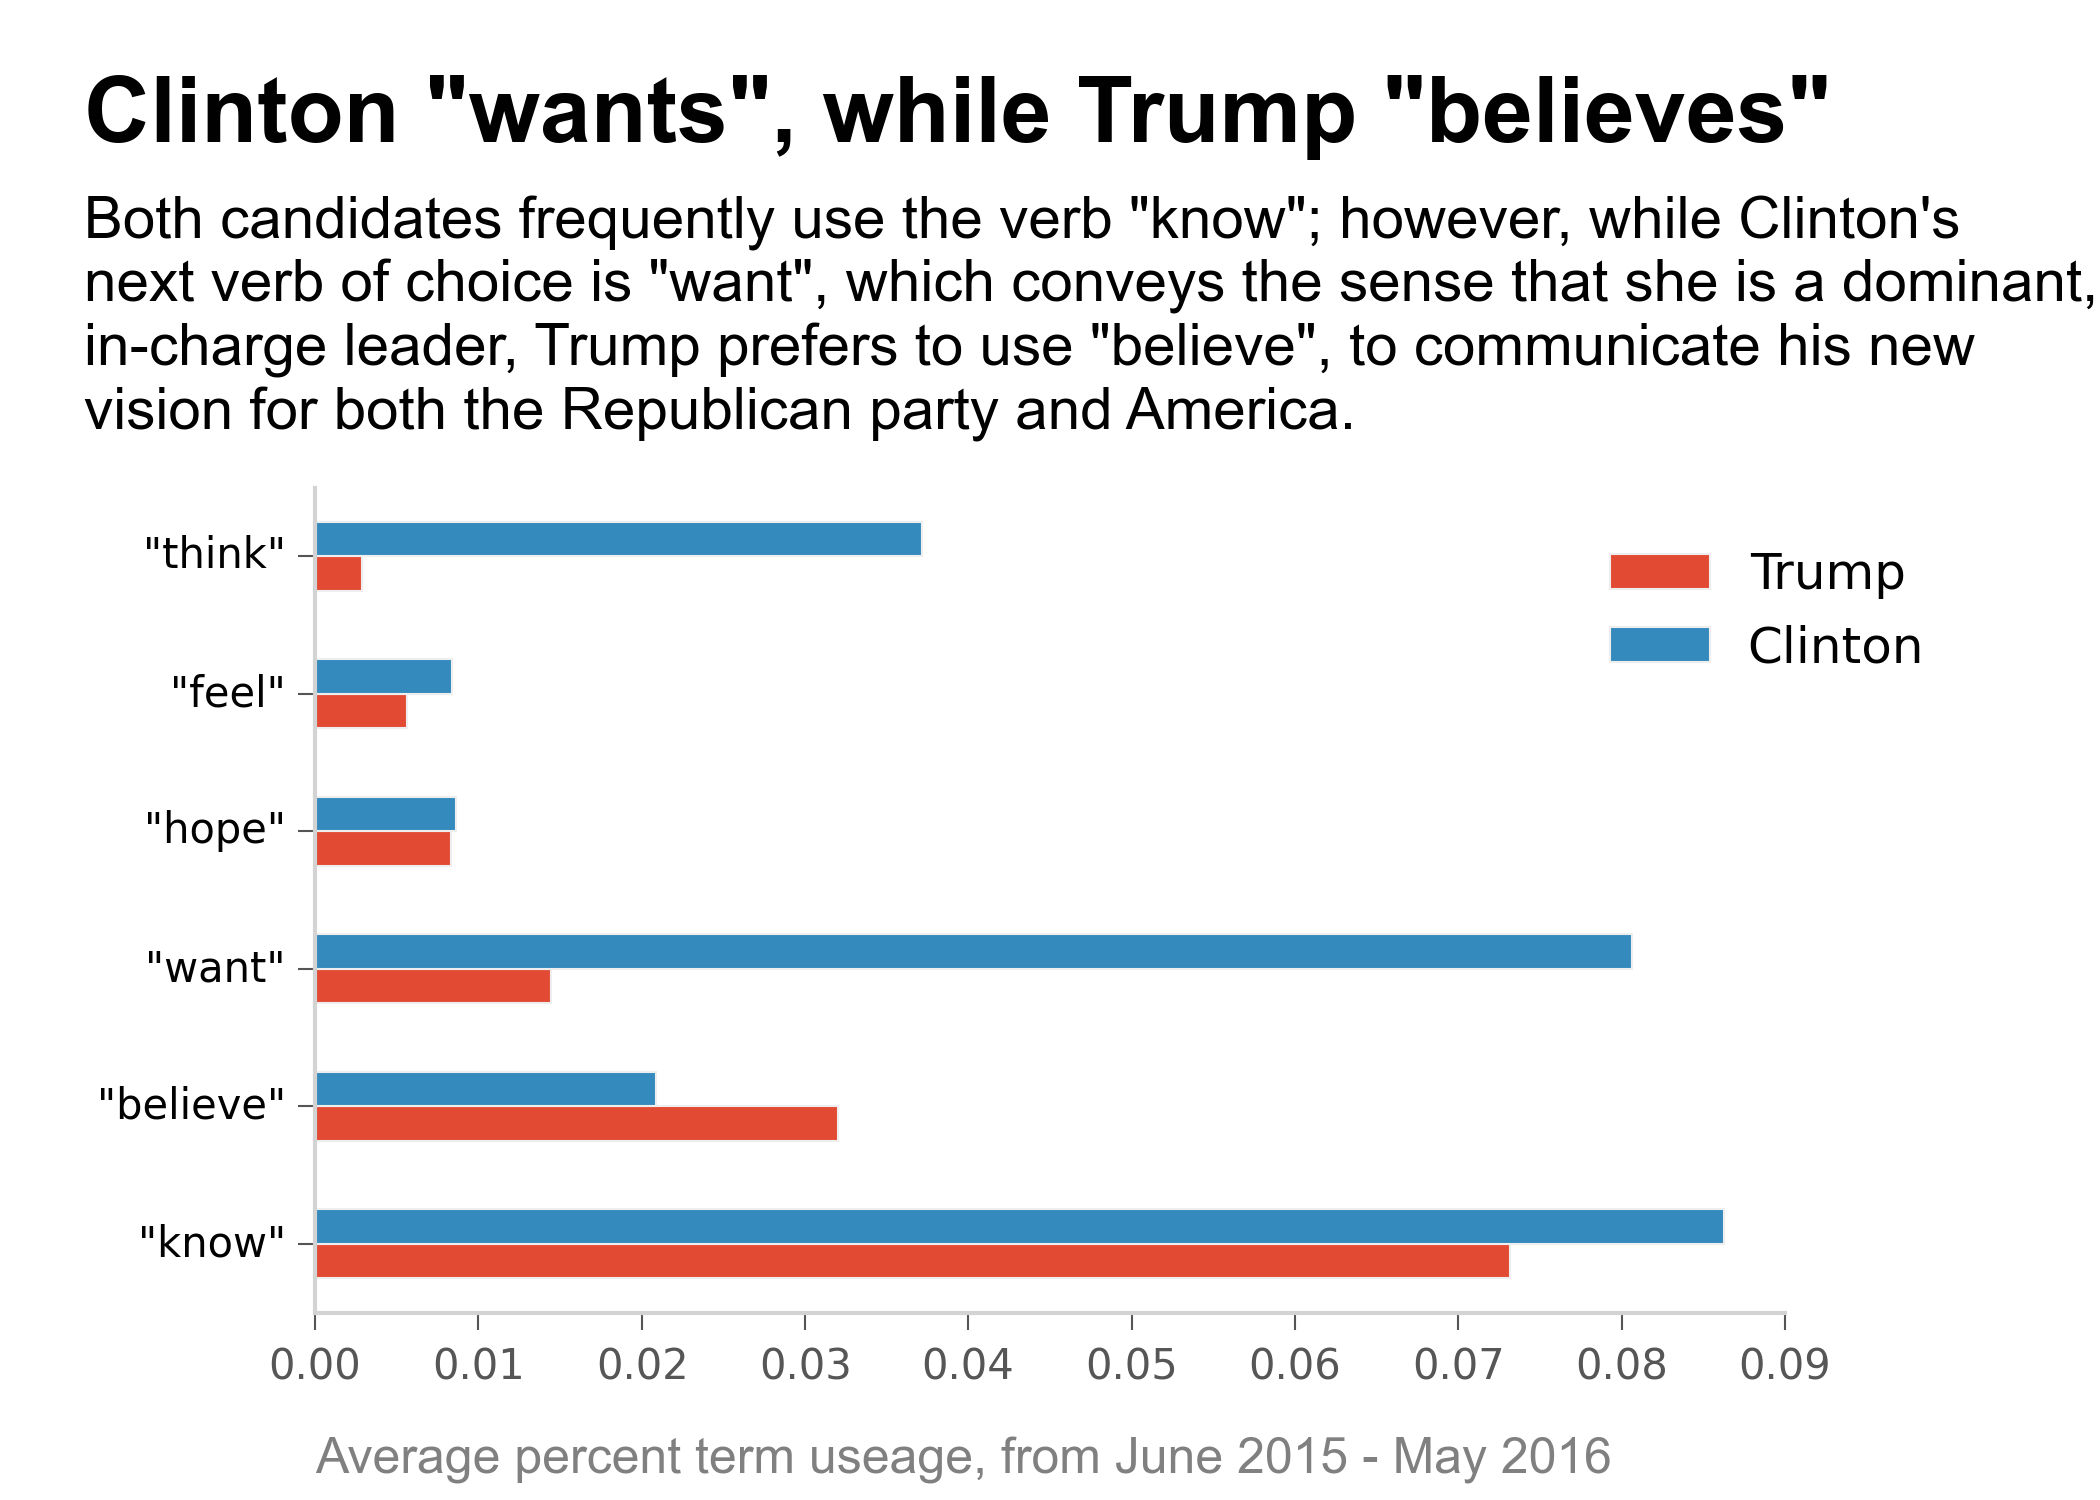 Clinton "wants", while Trump "believes"
Both candidates frequently use the verb "know"; however, while Clinton's
next verb of choice is "want", which conveys the sense that she is a dominant,
in-charge leader, Trump prefers to use "believe", to communicate his new
vision for both the Republican party and America.
"think"
Trump
Clinton
"feel"
"hope"
"want"
"believe"
"know"
0.00 0.01 0.02 0.03 0.04 0.05 0.06 0.07 0.08 0.09
Average percent term useage, from June 2015 - May 2016